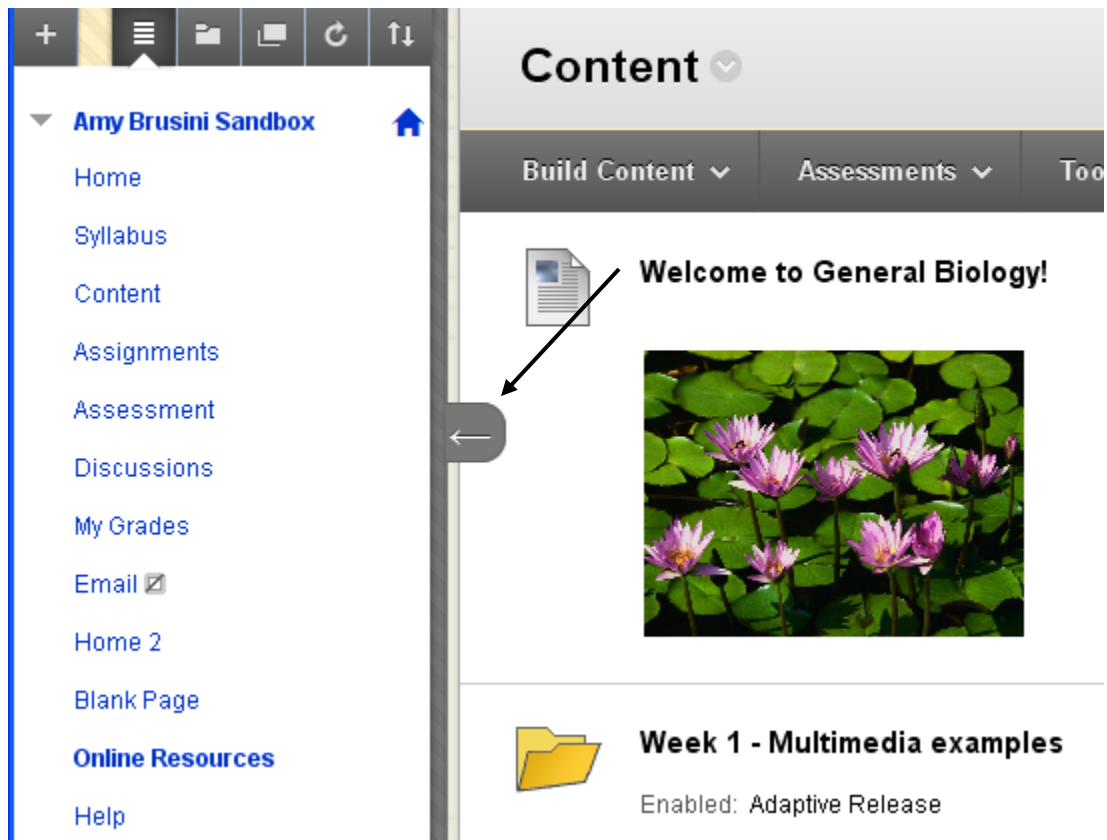 Amy Brusini Sandbox
Home
Syllabus
Content
Assignments
Assessment
Discussions
My Grades
Email
Home 2
Blank Page
Online Resources
Help
Content
Build Content
Assessments
Too
Welcome to General Biology!
Week 1 - Multimedia examples
Enabled: Adaptive Release